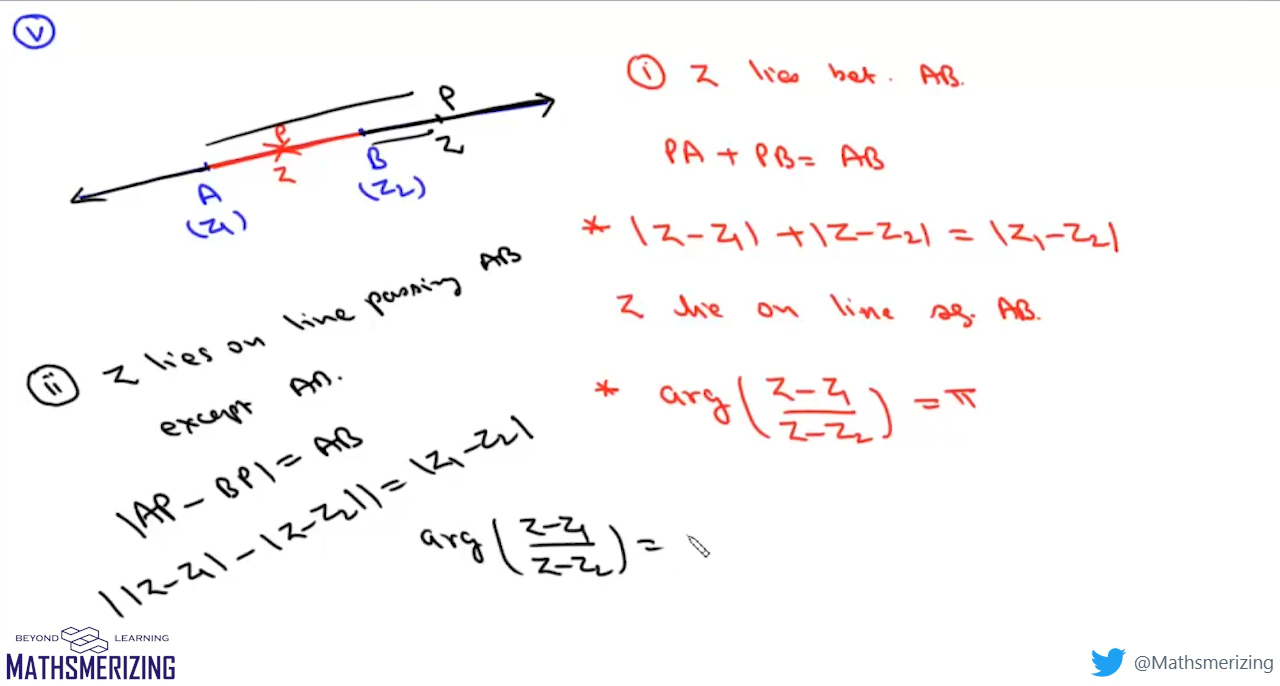 V
P
P
Z
Z
A
(Z₁)
B
(Z₂)
i Z lies bet. AB.
PA + PB = AB
* |Z - Z₁| + |Z - Z₂| = |Z₁ - Z₂|
Z lie on line sg. AB.
* arg(Z - Z₁ / Z - Z₂) = π
ii Z lies on line passing AB
except AB.
|AP - BP| = AB
||Z - Z₁| - |Z - Z₂|| = |Z₁ - Z₂|
arg(Z - Z₁ / Z - Z₂) =
BEYOND LEARNING
MATHSMERIZING
@Mathsmerizing